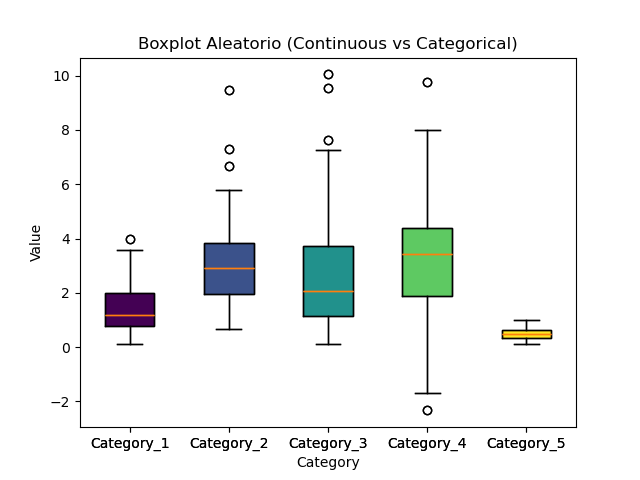 Boxplot Aleatorio (Continuous vs Categorical)
10
8
6
4
2
0
−2
Value
Category_1 Category_2 Category_3 Category_4 Category_5
Category